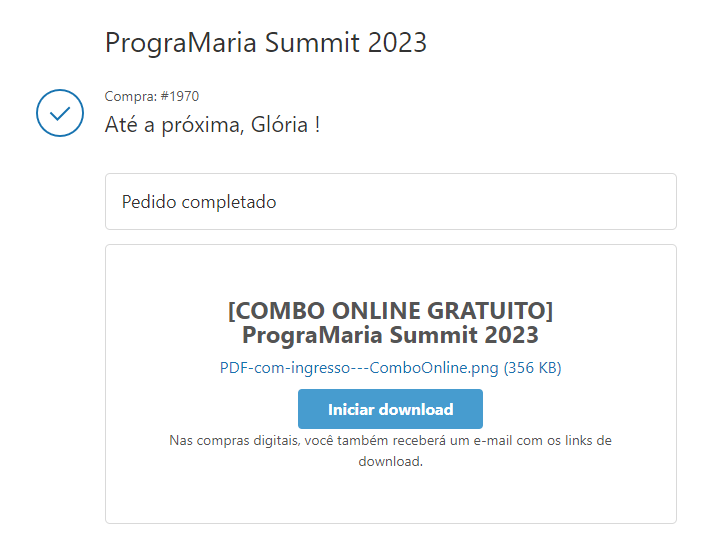 PrograMaria Summit 2023
Compra: #1970
Até a próxima, Glória !
Pedido completado
[COMBO ONLINE GRATUITO]
PrograMaria Summit 2023
PDF-com-ingresso---ComboOnline.png (356 KB)
Iniciar download
Nas compras digitais, você também receberá um e-mail com os links de
download.